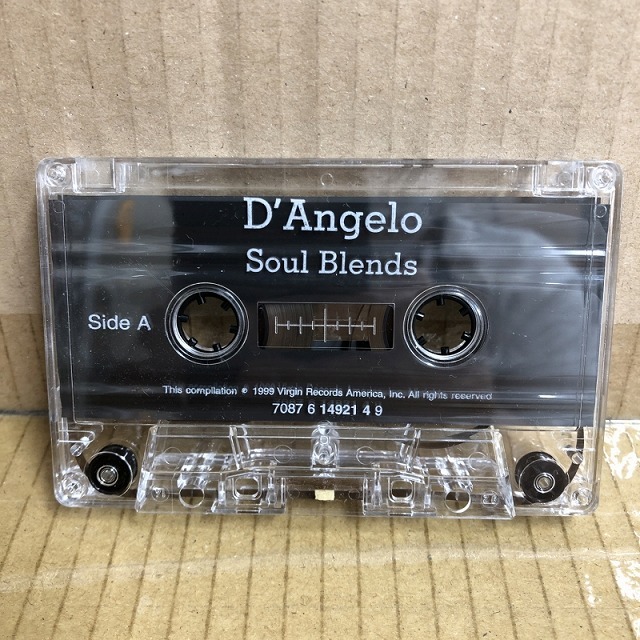 D'Angelo
Soul Blends
Side A
This compilation ℗ 1999 Virgin Records America, Inc. All rights reserved
7087 6 14921 4 9